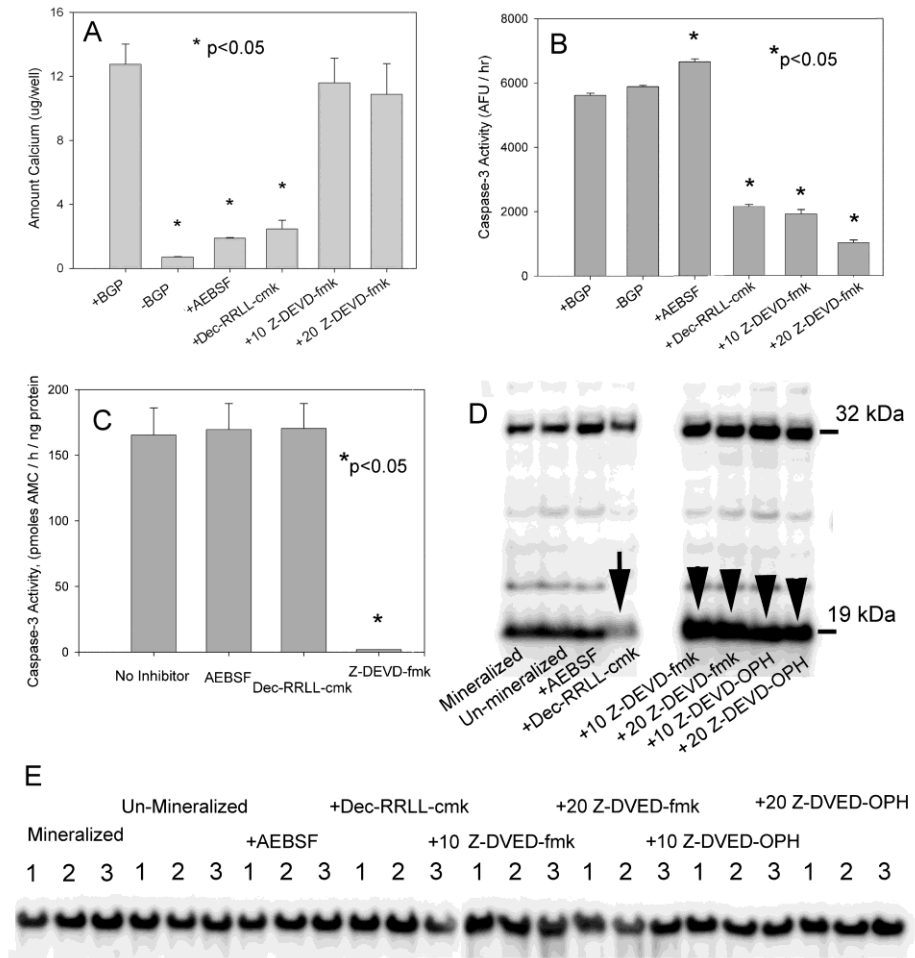 A
* p<0.05
Amount Calcium (ug/well)
16
12
8
4
0
*
*
*
+BGP
-BGP
+AEBSF
+Dec-RRLL-cmk
+10 Z-DEVD-fmk
+20 Z-DEVD-fmk
B
*p<0.05
Caspase-3 Activity (AFU / hr)
8000
6000
4000
2000
0
*
*
*
*
+BGP
-BGP
+AEBSF
+Dec-RRLL-cmk
+10 Z-DEVD-fmk
+20 Z-DEVD-fmk
C
*p<0.05
Caspase-3 Activity, (pmoles AMC / h / ng protein)
200
150
100
50
0
*
No Inhibitor
AEBSF
Dec-RRLL-cmk
Z-DEVD-fmk
D
32 kDa
19 kDa
Mineralized
Un-mineralized
+AEBSF
+Dec-RRLL-cmk
+10 Z-DEVD-fmk
+20 Z-DEVD-fmk
+10 Z-DEVD-OPH
+20 Z-DEVD-OPH
E
Un-Mineralized +Dec-RRLL-cmk +20 Z-DVED-fmk +20 Z-DVED-OPH
Mineralized +AEBSF +10 Z-DVED-fmk +10 Z-DVED-OPH
1 2 3 1 2 3 1 2 3 1 2 3 1 2 3 1 2 3 1 2 3 1 2 3